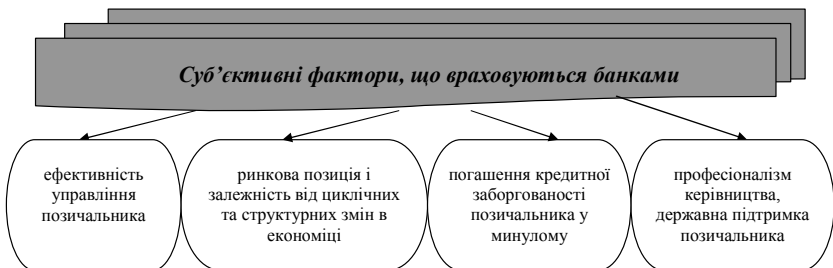 Суб’єктивні фактори, що враховуються банками
ефективність
управління
позичальника
ринкова позиція і
залежність від циклічних
та структурних змін в
економіці
погашення кредитної
заборгованості
позичальника у
минулому
професіоналізм
керівництва,
державна підтримка
позичальника